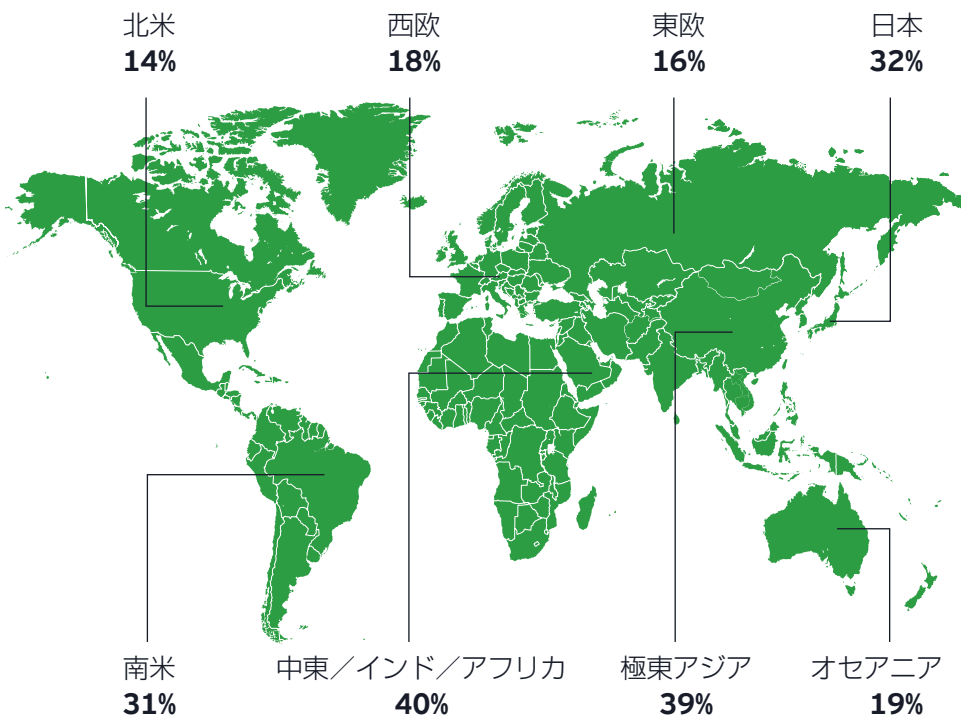 北米
14%
西欧
18%
東欧
16%
日本
32%
南米
31%
中東／インド／アフリカ
40%
極東アジア
39%
オセアニア
19%